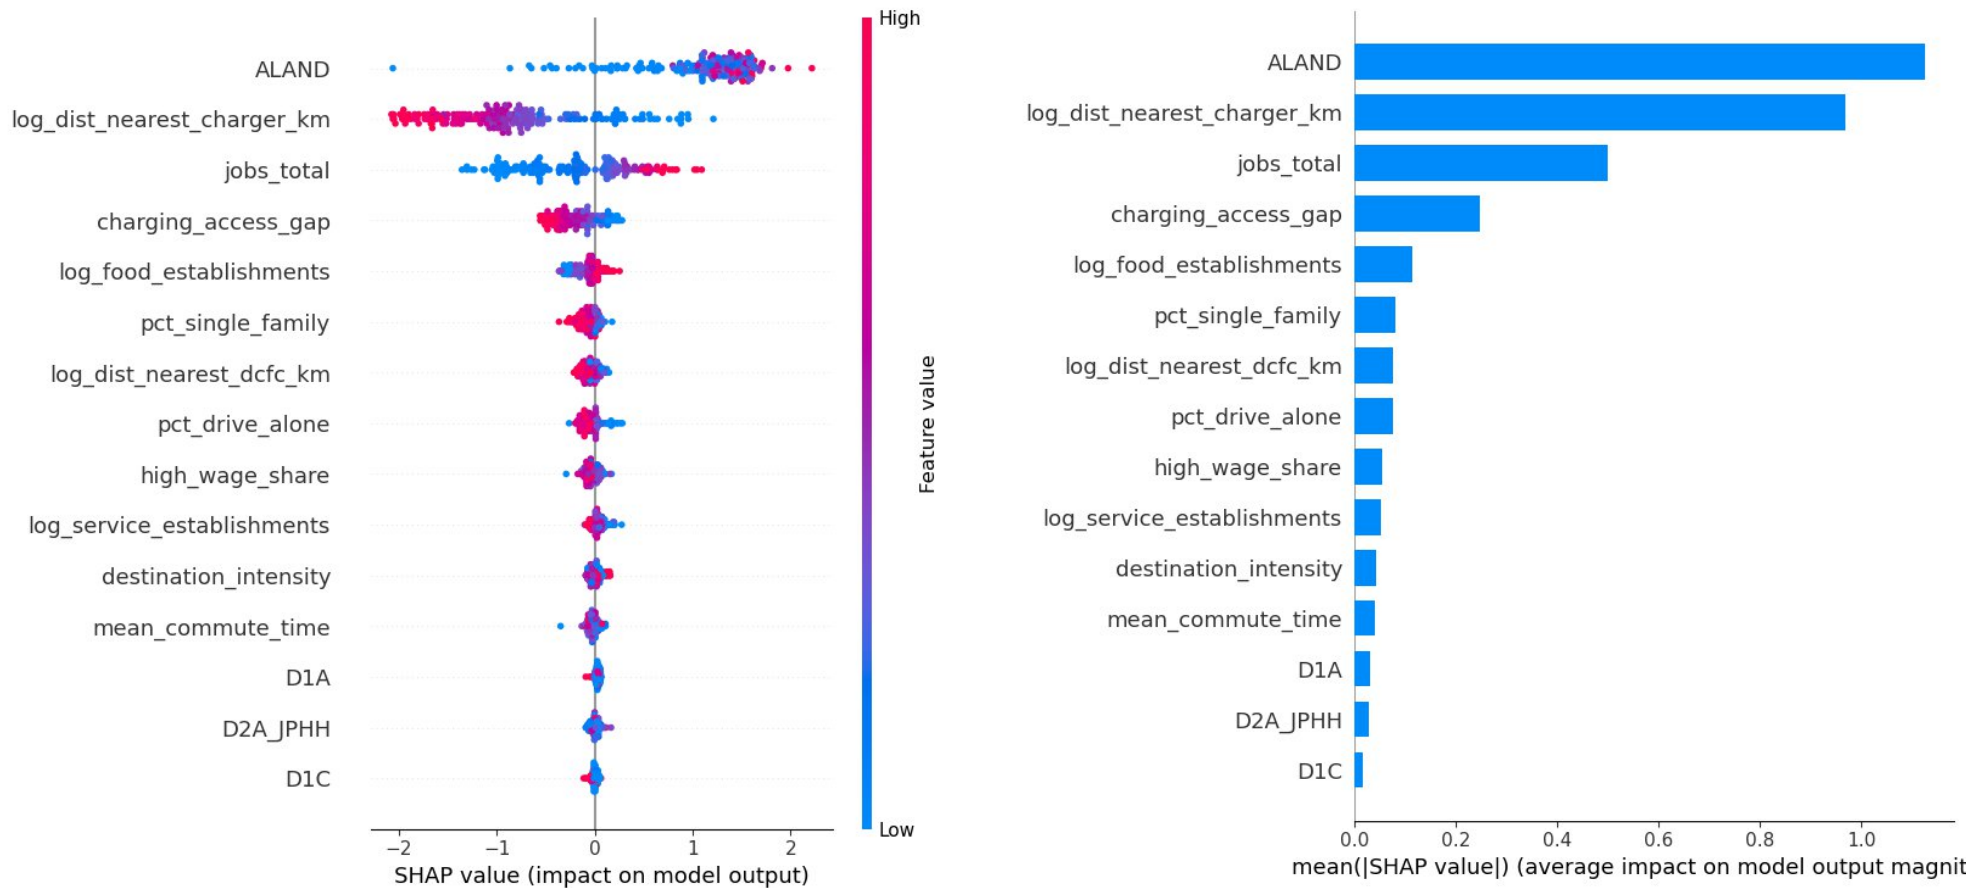 High
ALAND
log_dist_nearest_charger_km
jobs_total
charging_access_gap
log_food_establishments
pct_single_family
log_dist_nearest_dcfc_km
pct_drive_alone
high_wage_share
log_service_establishments
destination_intensity
mean_commute_time
D1A
D2A_JPHH
D1C
−2 −1 0 1 2
SHAP value (impact on model output)
Feature value
Low
ALAND
log_dist_nearest_charger_km
jobs_total
charging_access_gap
log_food_establishments
pct_single_family
log_dist_nearest_dcfc_km
pct_drive_alone
high_wage_share
log_service_establishments
destination_intensity
mean_commute_time
D1A
D2A_JPHH
D1C
0.0 0.2 0.4 0.6 0.8 1.0
mean(|SHAP value|) (average impact on model output magnit